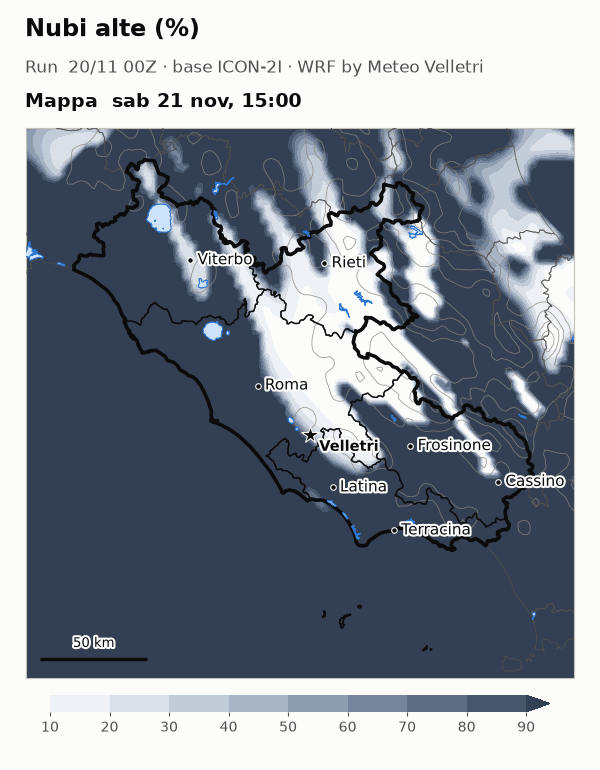 Nubi alte (%)
Run  20/11 00Z · base ICON-2I · WRF by Meteo Velletri
Mappa  sab 21 nov, 15:00
Viterbo
Rieti
Roma
Velletri
Frosinone
Cassino
Latina
Terracina
50 km
10 20 30 40 50 60 70 80 90